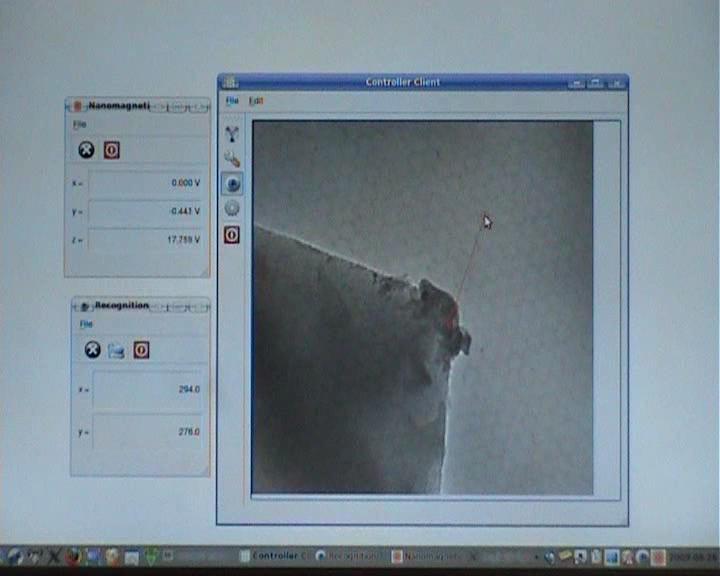 Controller Client
File Edit
Nanomagneti
File
x = 0.000 V
y = -0.441 V
z = 17.759 V
Recognition
File
x = 294.0
y = 276.0
Controller C
Recognition
Nanomagnetic